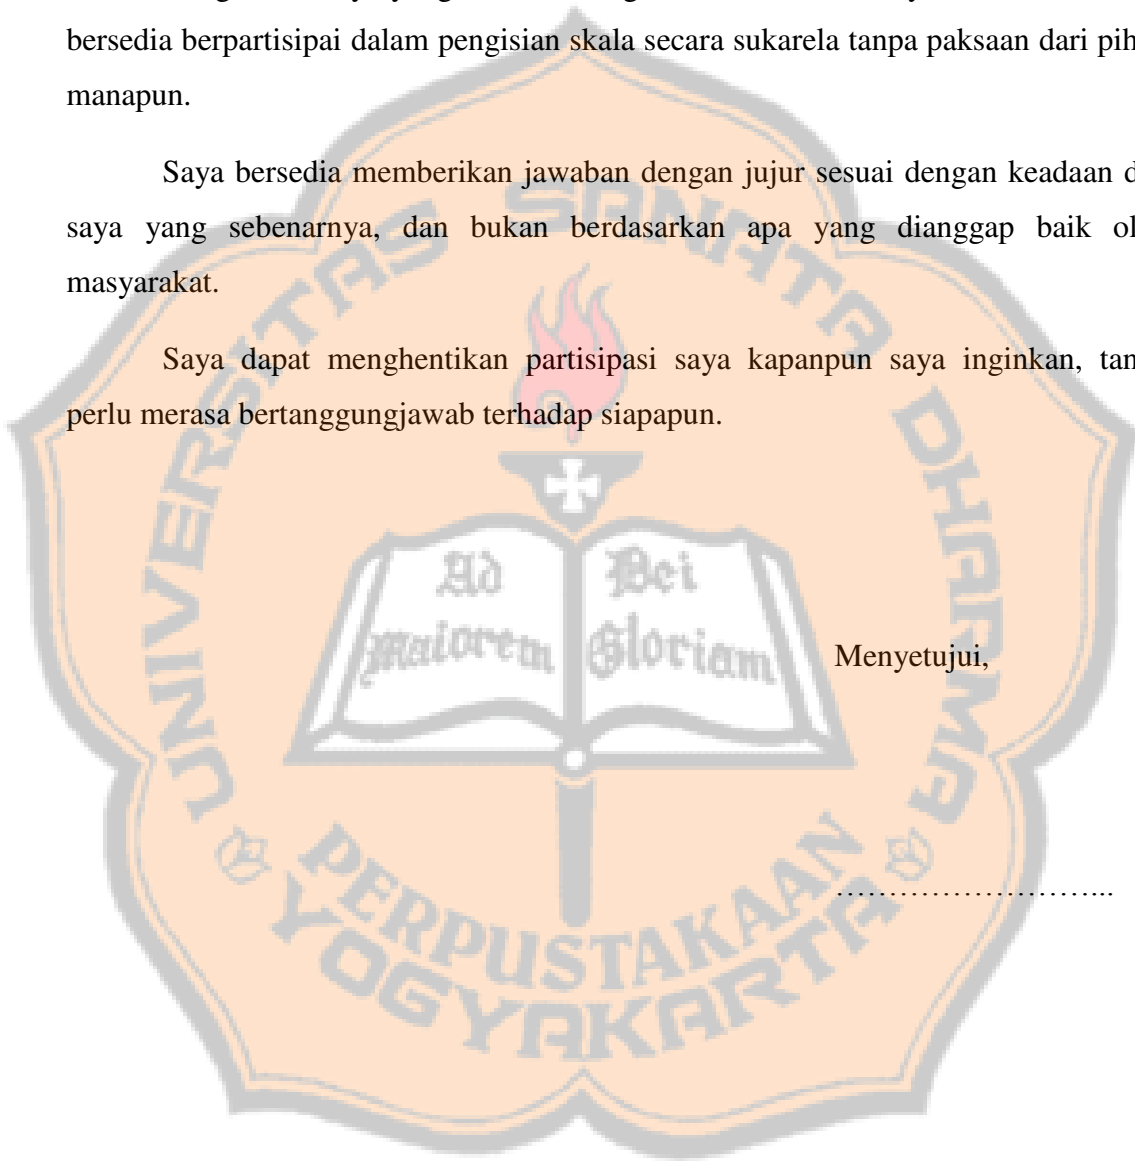 bersedia berpartisipai dalam pengisian skala secara sukarela tanpa paksaan dari pih
manapun.
Saya bersedia memberikan jawaban dengan jujur sesuai dengan keadaan d
saya yang sebenarnya, dan bukan berdasarkan apa yang dianggap baik ol
masyarakat.
Saya dapat menghentikan partisipasi saya kapanpun saya inginkan, tan
perlu merasa bertanggungjawab terhadap siapapun.
UNIVERSITAS SANATA DHARMA
Ad Dei
maiorem Gloriam
Menyetujui,
………………………..
PERPUSTAKAAN
YOGYAKARTA